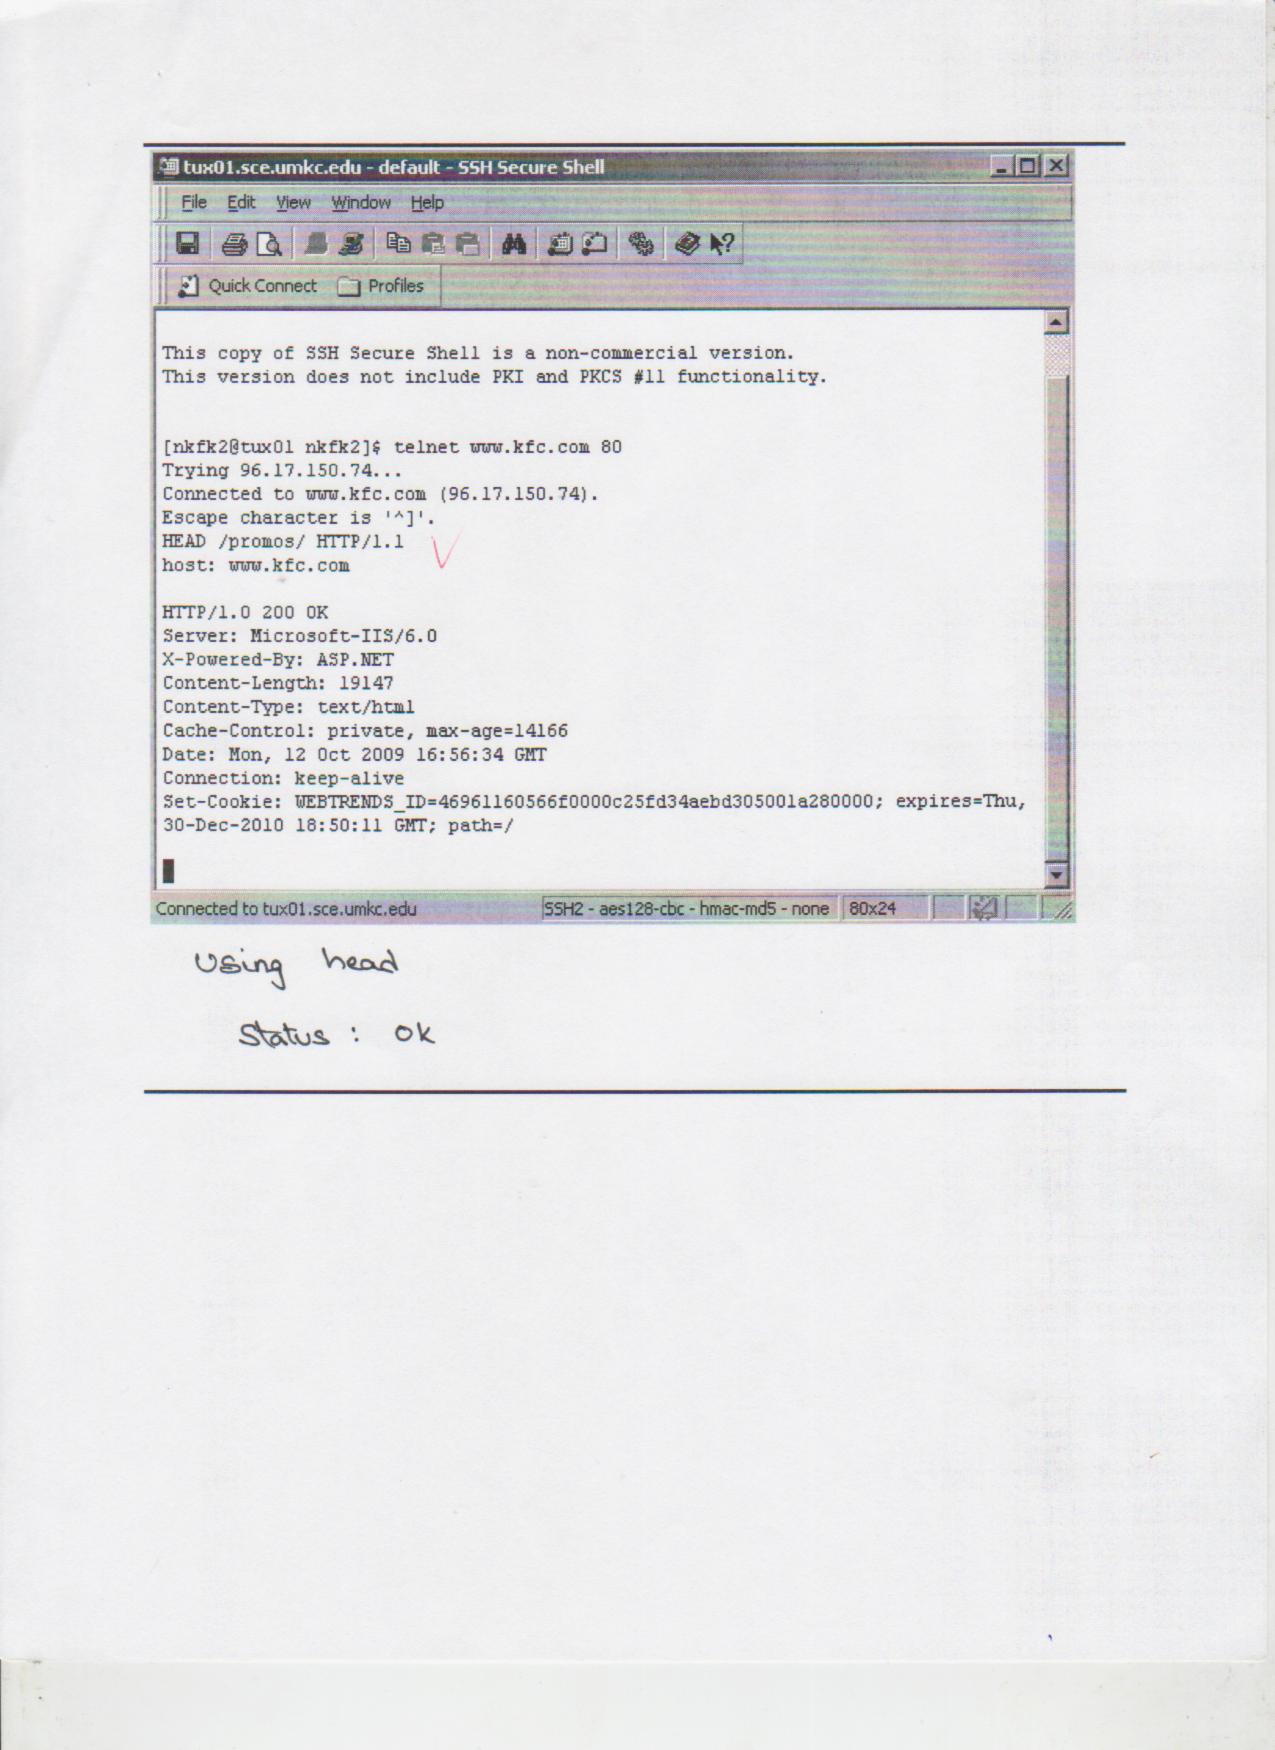 tux01.sce.umkc.edu - default - SSH Secure Shell
File Edit View Window Help
Quick Connect Profiles
This copy of SSH Secure Shell is a non-commercial version.
This version does not include PKI and PKCS #11 functionality.
[nkfk2@tux01 nkfk2]$ telnet www.kfc.com 80
Trying 96.17.150.74...
Connected to www.kfc.com (96.17.150.74).
Escape character is '^]'.
HEAD /promos/ HTTP/1.1
host: www.kfc.com
HTTP/1.0 200 OK
Server: Microsoft-IIS/6.0
X-Powered-By: ASP.NET
Content-Length: 19147
Content-Type: text/html
Cache-Control: private, max-age=14166
Date: Mon, 12 Oct 2009 16:56:34 GMT
Connection: keep-alive
Set-Cookie: WEBTRENDS_ID=46961160566f0000c25fd34aebd305001a280000; expires=Thu,
30-Dec-2010 18:50:11 GMT; path=/
Connected to tux01.sce.umkc.edu SSH2 - aes128-cbc - hmac-md5 - none 80x24
Using head
Status : Ok